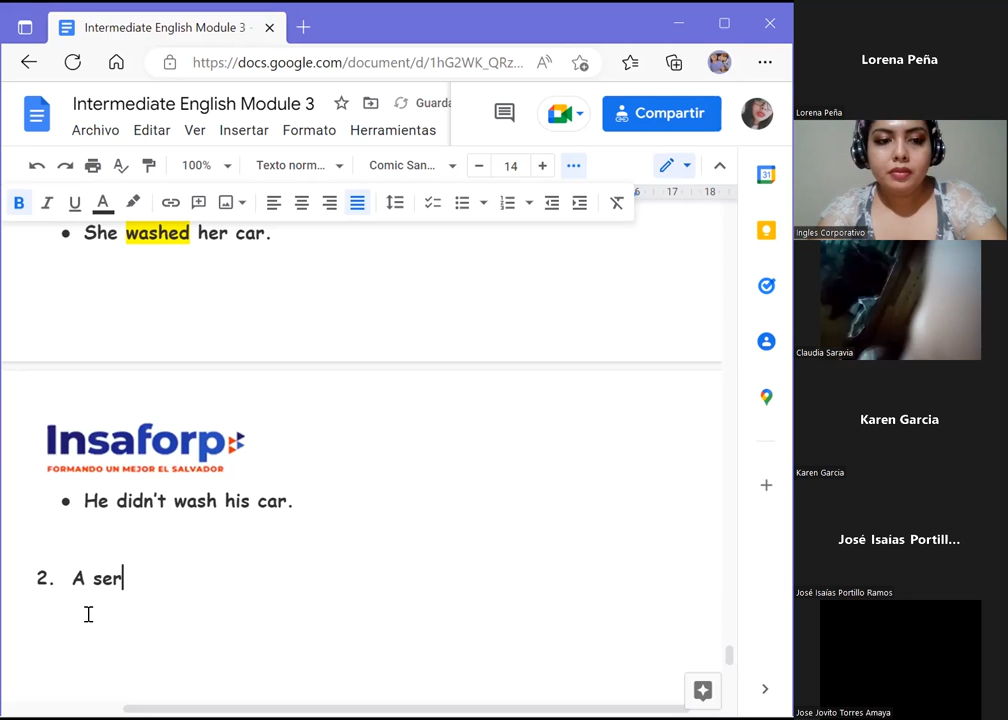 Intermediate English Module 3 -
https://docs.google.com/document/d/1hG2WK_QRz...
Intermediate English Module 3
Guarda
Compartir
Archivo Editar Ver Insertar Formato Herramientas
100% Texto norm... Comic San... 14
B I U A
6 17 18
31
• She washed her car.
Insaforp
FORMANDO UN MEJOR EL SALVADOR
• He didn't wash his car.
2. A ser
Lorena Peña
Lorena Peña
Ingles Corporativo
Claudia Saravia
Karen Garcia
Karen Garcia
José Isaías Portill...
José Isaías Portillo Ramos
Jose Jovito Torres Amaya